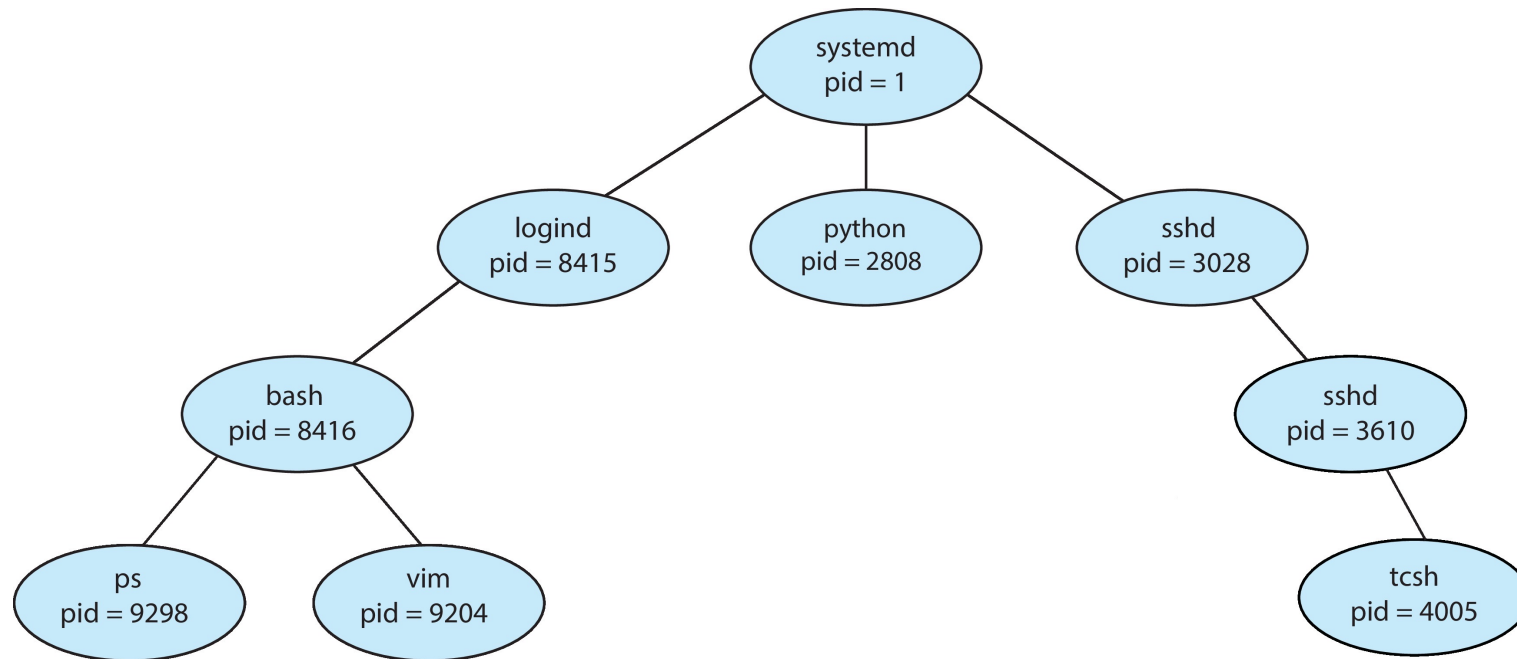 systemd
pid = 1
logind
pid = 8415
python
pid = 2808
sshd
pid = 3028
bash
pid = 8416
sshd
pid = 3610
ps
pid = 9298
vim
pid = 9204
tcsh
pid = 4005